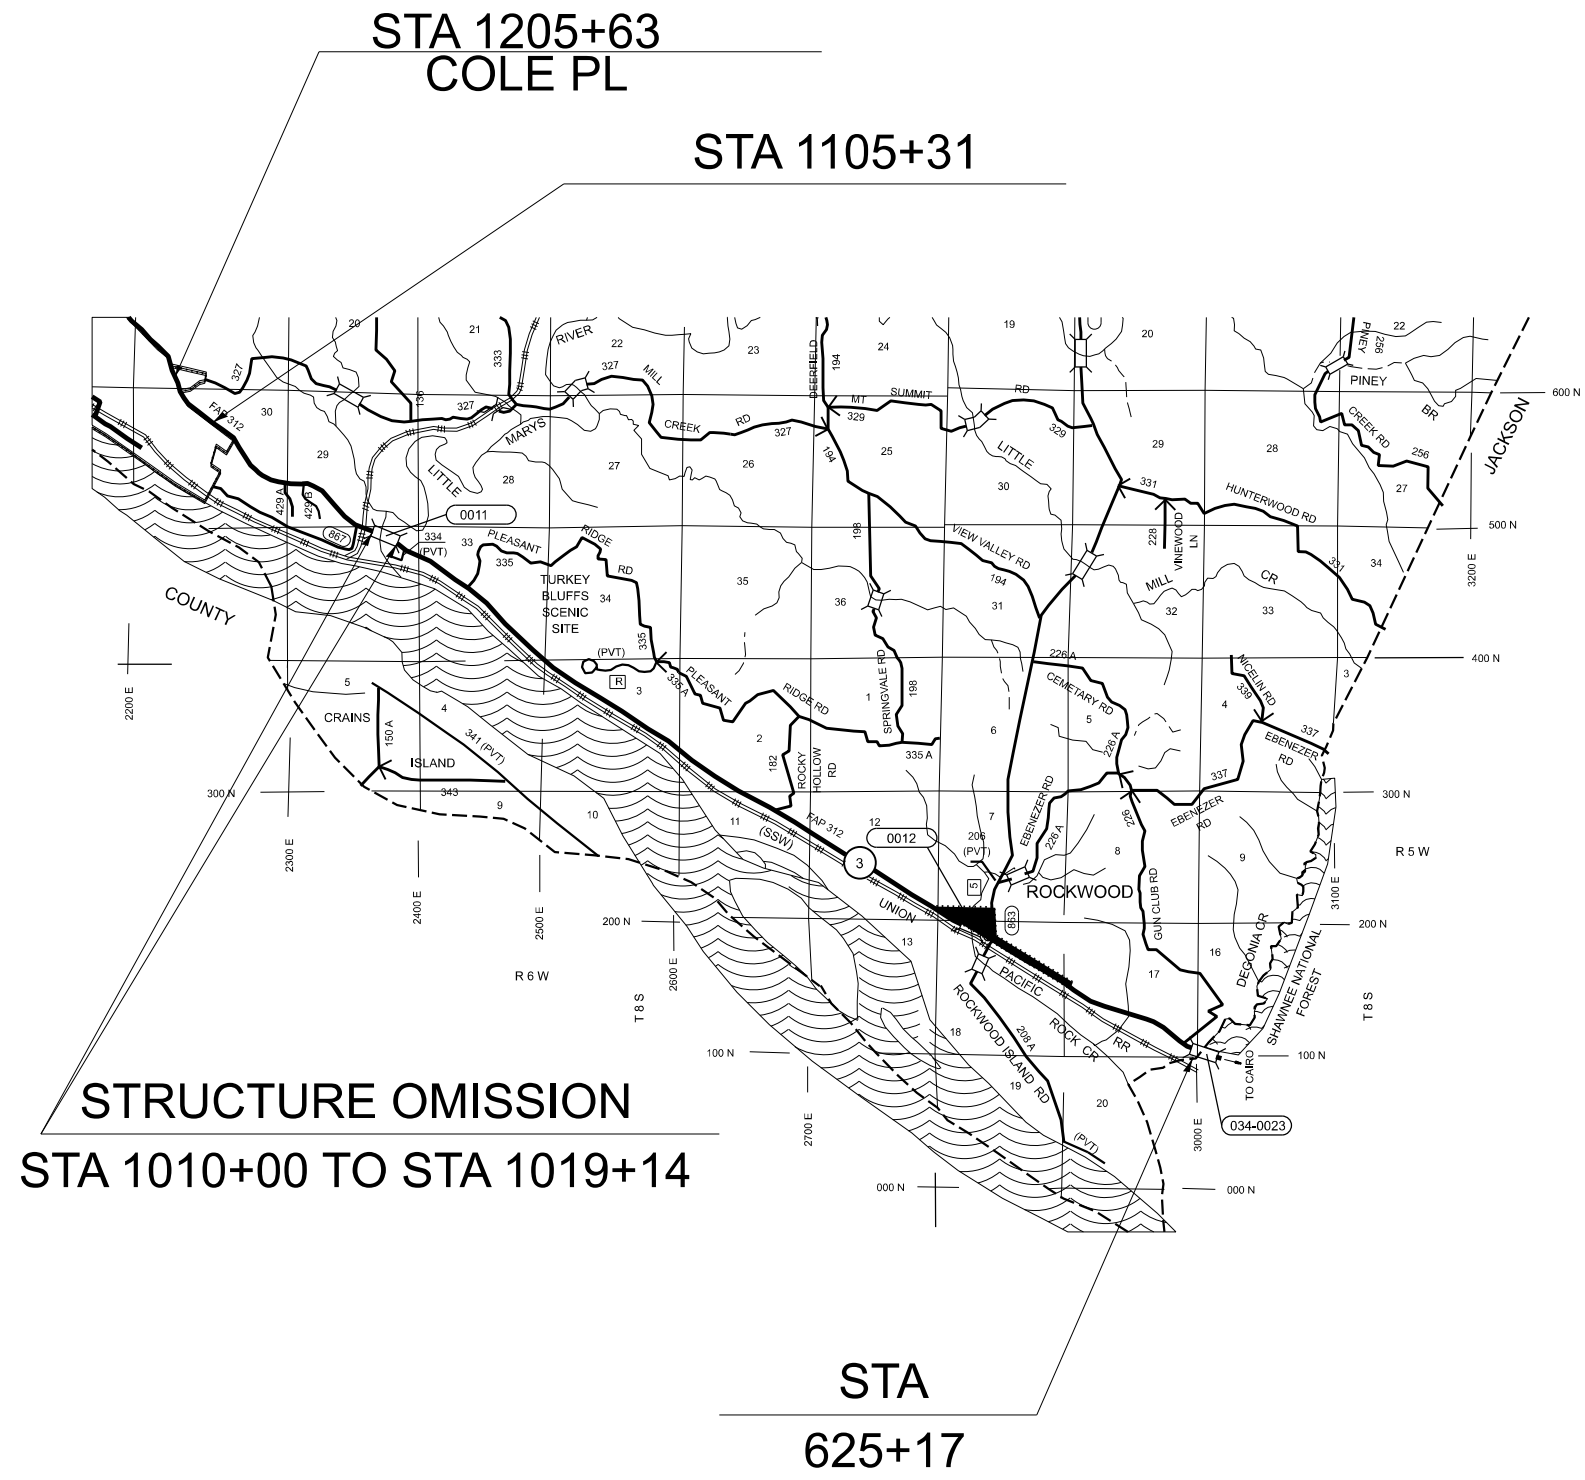 STA 1205+63
COLE PL
STA 1105+31
20
21
RIVER
22
23
24
19
20
PINEY
256
22
333
327
327
MILL
DEERFIELD
194
PINEY
600 N
30
FAP 312
136
327
MARYS
CREEK
RD
327
MT
SUMMIT
RD
329
329
BR
CREEK RD
256
JACKSON
29
LITTLE
28
27
26
194
25
LITTLE
30
29
28
27
331
HUNTERWOOD RD
429 A
429 B
0011
867
334
(PVT)
33
PLEASANT
RIDGE
RD
335
198
VIEW VALLEY RD
194
228
VINEWOOD
LN
331
500 N
3200 E
34
COUNTY
TURKEY
BLUFFS
SCENIC
SITE
34
335
35
36
31
MILL
CR
32
33
2200 E
(PVT)
R
3
335 A
PLEASANT
RIDGE RD
1
SPRINGVALE RD
198
226 A
CEMETARY RD
5
226 A
NICELIN RD
339
4
3
400 N
5
4
CRAINS
150 A
ISLAND
341 (PVT)
343
9
10
2
182
ROCKY
HOLLOW
RD
335 A
6
337
EBENEZER
RD
337
EBENEZER
RD
300 N
300 N
2300 E
11
(SSW)
FAP 312
12
0012
3
206
(PVT)
7
EBENEZER RD
226 A
226
8
9
R 5 W
2400 E
2500 E
200 N
UNION
5
863
ROCKWOOD
GUN CLUB RD
3100 E
200 N
R 6 W
2600 E
T 8 S
13
PACIFIC
17
16
DEGONIA CR
SHAWNEE NATIONAL
FOREST
T 8 S
18
ROCKWOOD ISLAND RD
208 A
ROCK CR
RR
100 N
100 N
TO CAIRO
19
20
(PVT)
2700 E
3000 E
034-0023
STRUCTURE OMISSION
STA 1010+00 TO STA 1019+14
000 N
000 N
STA
625+17